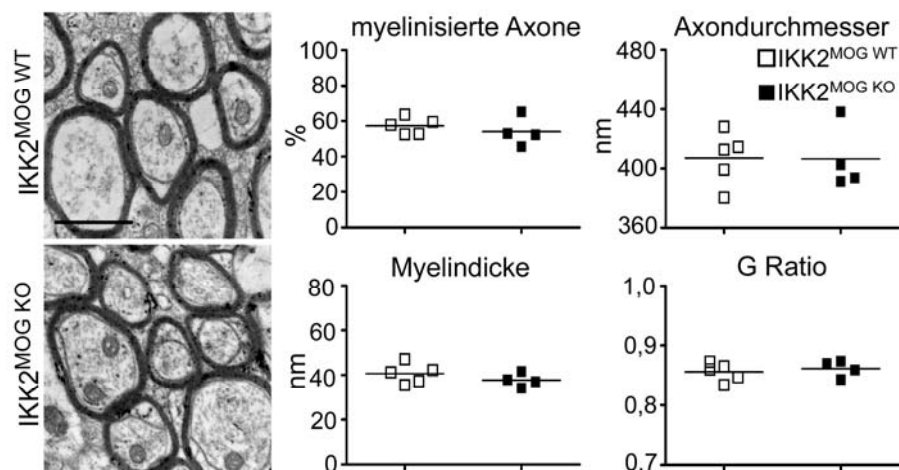 IKK2MOG WT
IKK2MOG KO
myelinisierte Axone
100
80
60
40
20
0
%
Axondurchmesser
480
440
400
360
nm
IKK2MOG WT
IKK2MOG KO
Myelindicke
80
60
40
20
0
nm
G Ratio
1,0
0,9
0,8
0,7